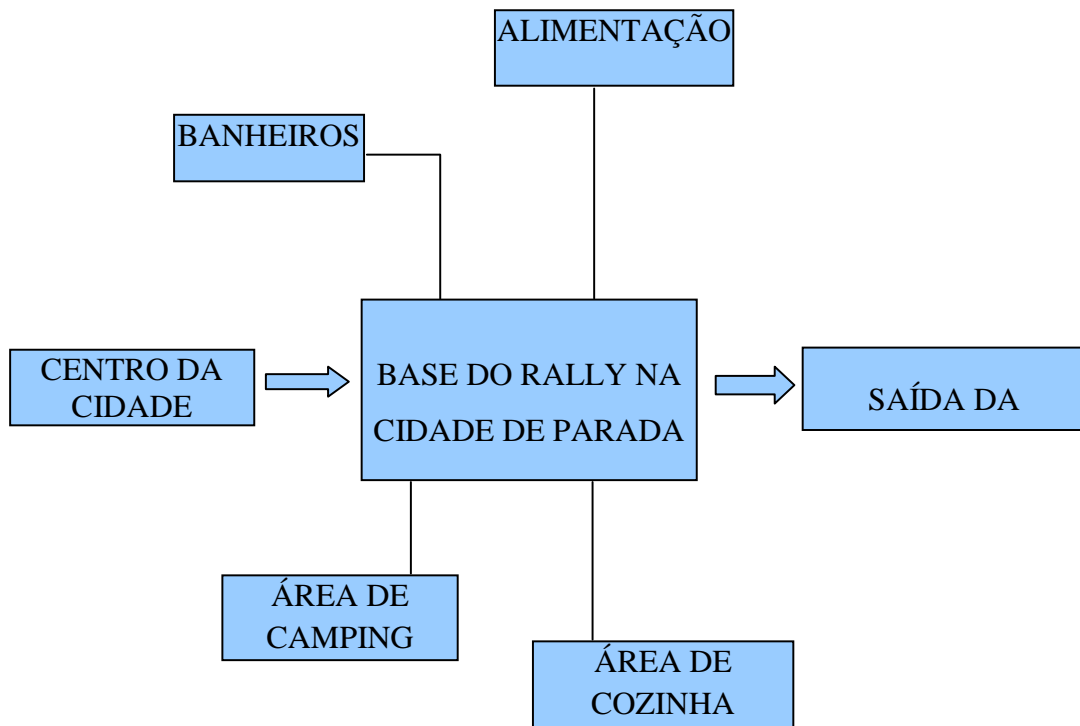 ALIMENTAÇÃO
BANHEIROS
CENTRO DA
CIDADE
BASE DO RALLY NA
CIDADE DE PARADA
SAÍDA DA
ÁREA DE
CAMPING
ÁREA DE
COZINHA